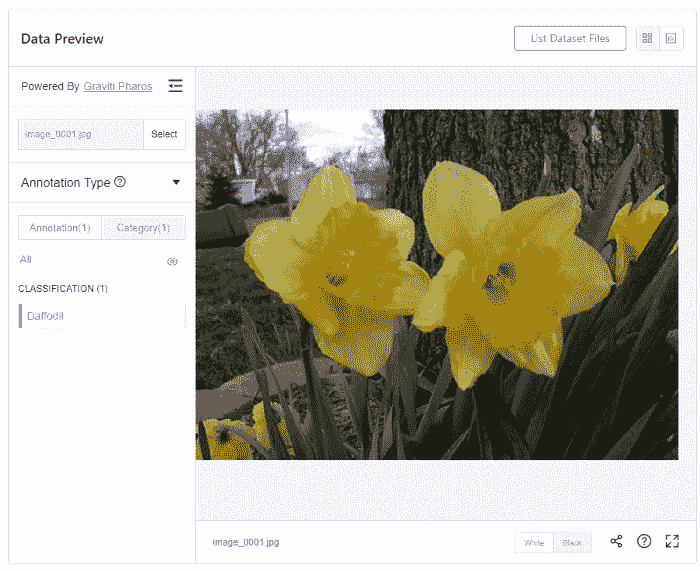 Data Preview
List Dataset Files
Powered By Graviti Pharos
image_0001.jpg
Select
Annotation Type
Annotation(1)
Category(1)
All
CLASSIFICATION (1)
Daffodil
image_0001.jpg
White
Black